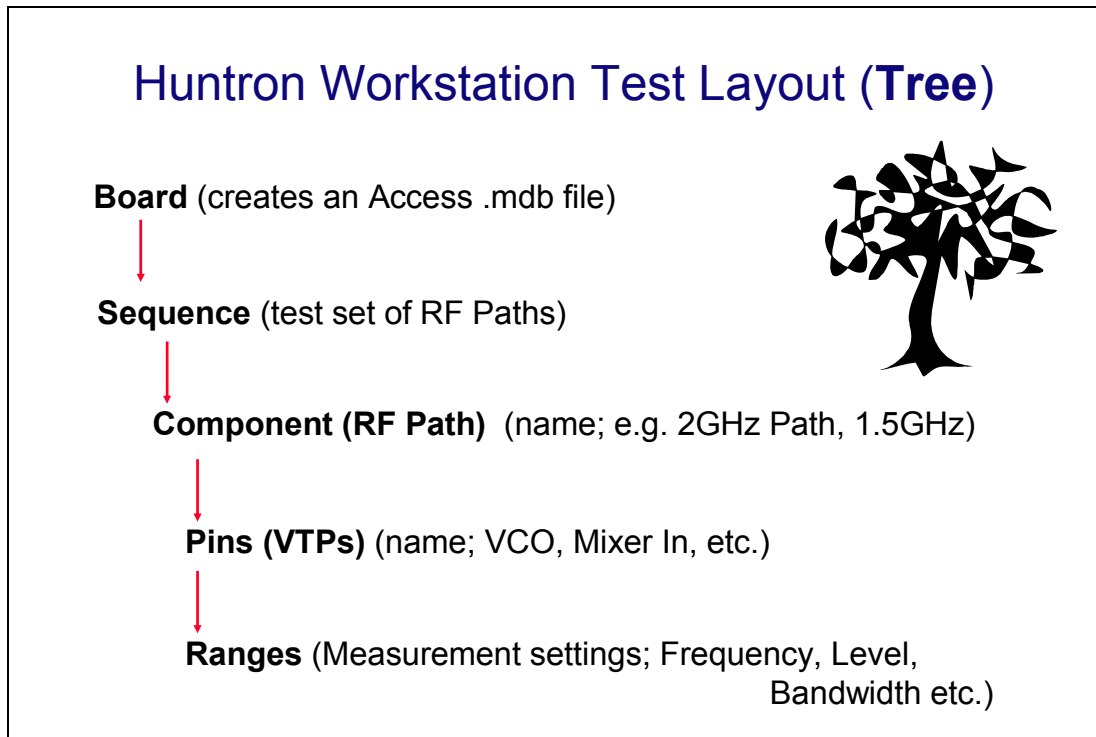 Huntron Workstation Test Layout (Tree)
Board (creates an Access .mdb file)
Sequence (test set of RF Paths)
Component (RF Path) (name; e.g. 2GHz Path, 1.5GHz)
Pins (VTPs) (name; VCO, Mixer In, etc.)
Ranges (Measurement settings; Frequency, Level,
Bandwidth etc.)